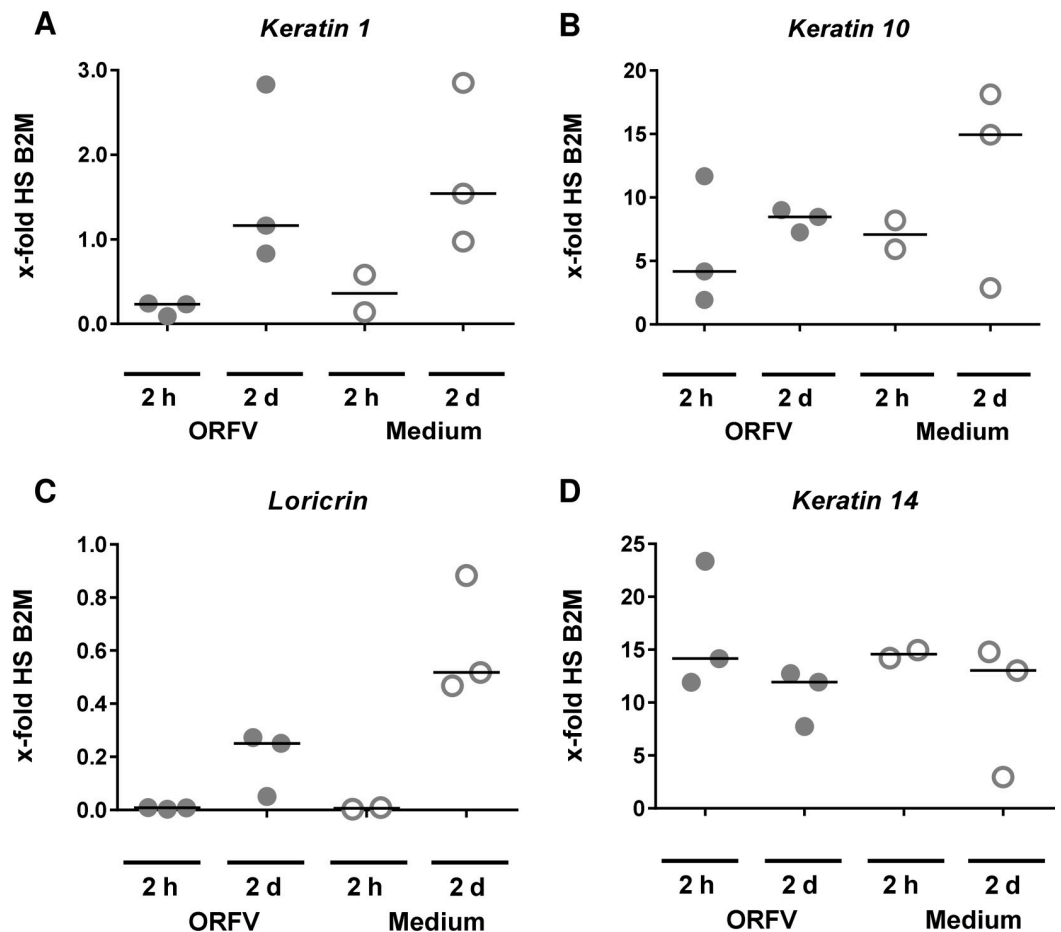 A
Keratin 1
x-fold HS B2M
3.0
2.0
1.0
0.0
2 h
2 d
2 h
2 d
ORFV
Medium
B
Keratin 10
x-fold HS B2M
20
15
10
5
0
2 h
2 d
2 h
2 d
ORFV
Medium
C
Loricrin
x-fold HS B2M
1.0
0.8
0.6
0.4
0.2
0.0
2 h
2 d
2 h
2 d
ORFV
Medium
D
Keratin 14
x-fold HS B2M
25
20
15
10
5
0
2 h
2 d
2 h
2 d
ORFV
Medium